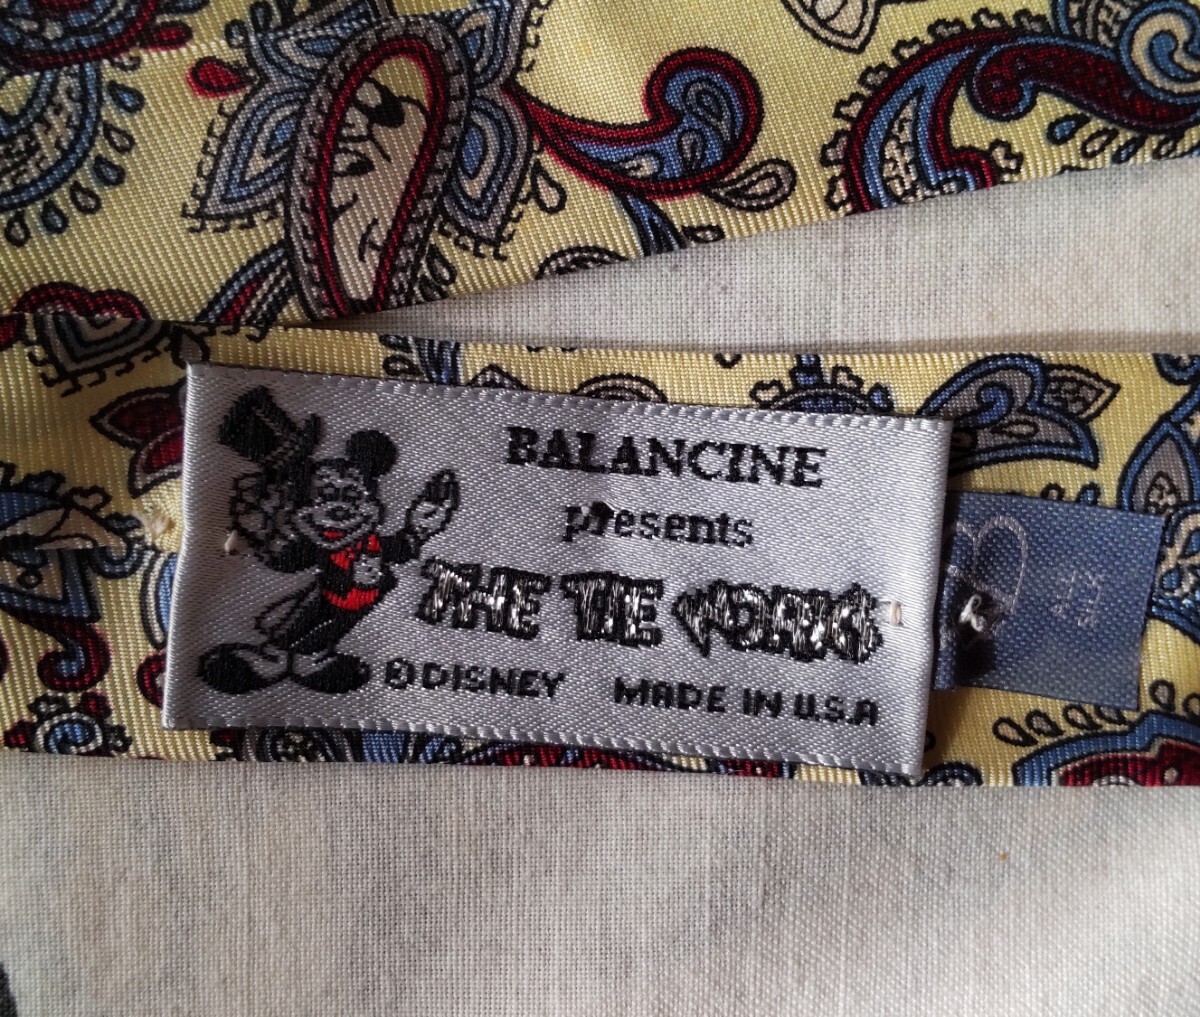 BALANCINE
presents
THE TIE WORKS
© DISNEY MADE IN U.S.A